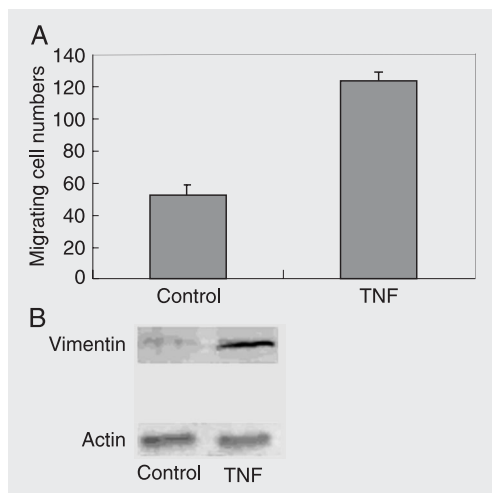 A
Migrating cell numbers
140
120
100
80
60
40
20
0
Control TNF
B
Vimentin
Actin
Control TNF